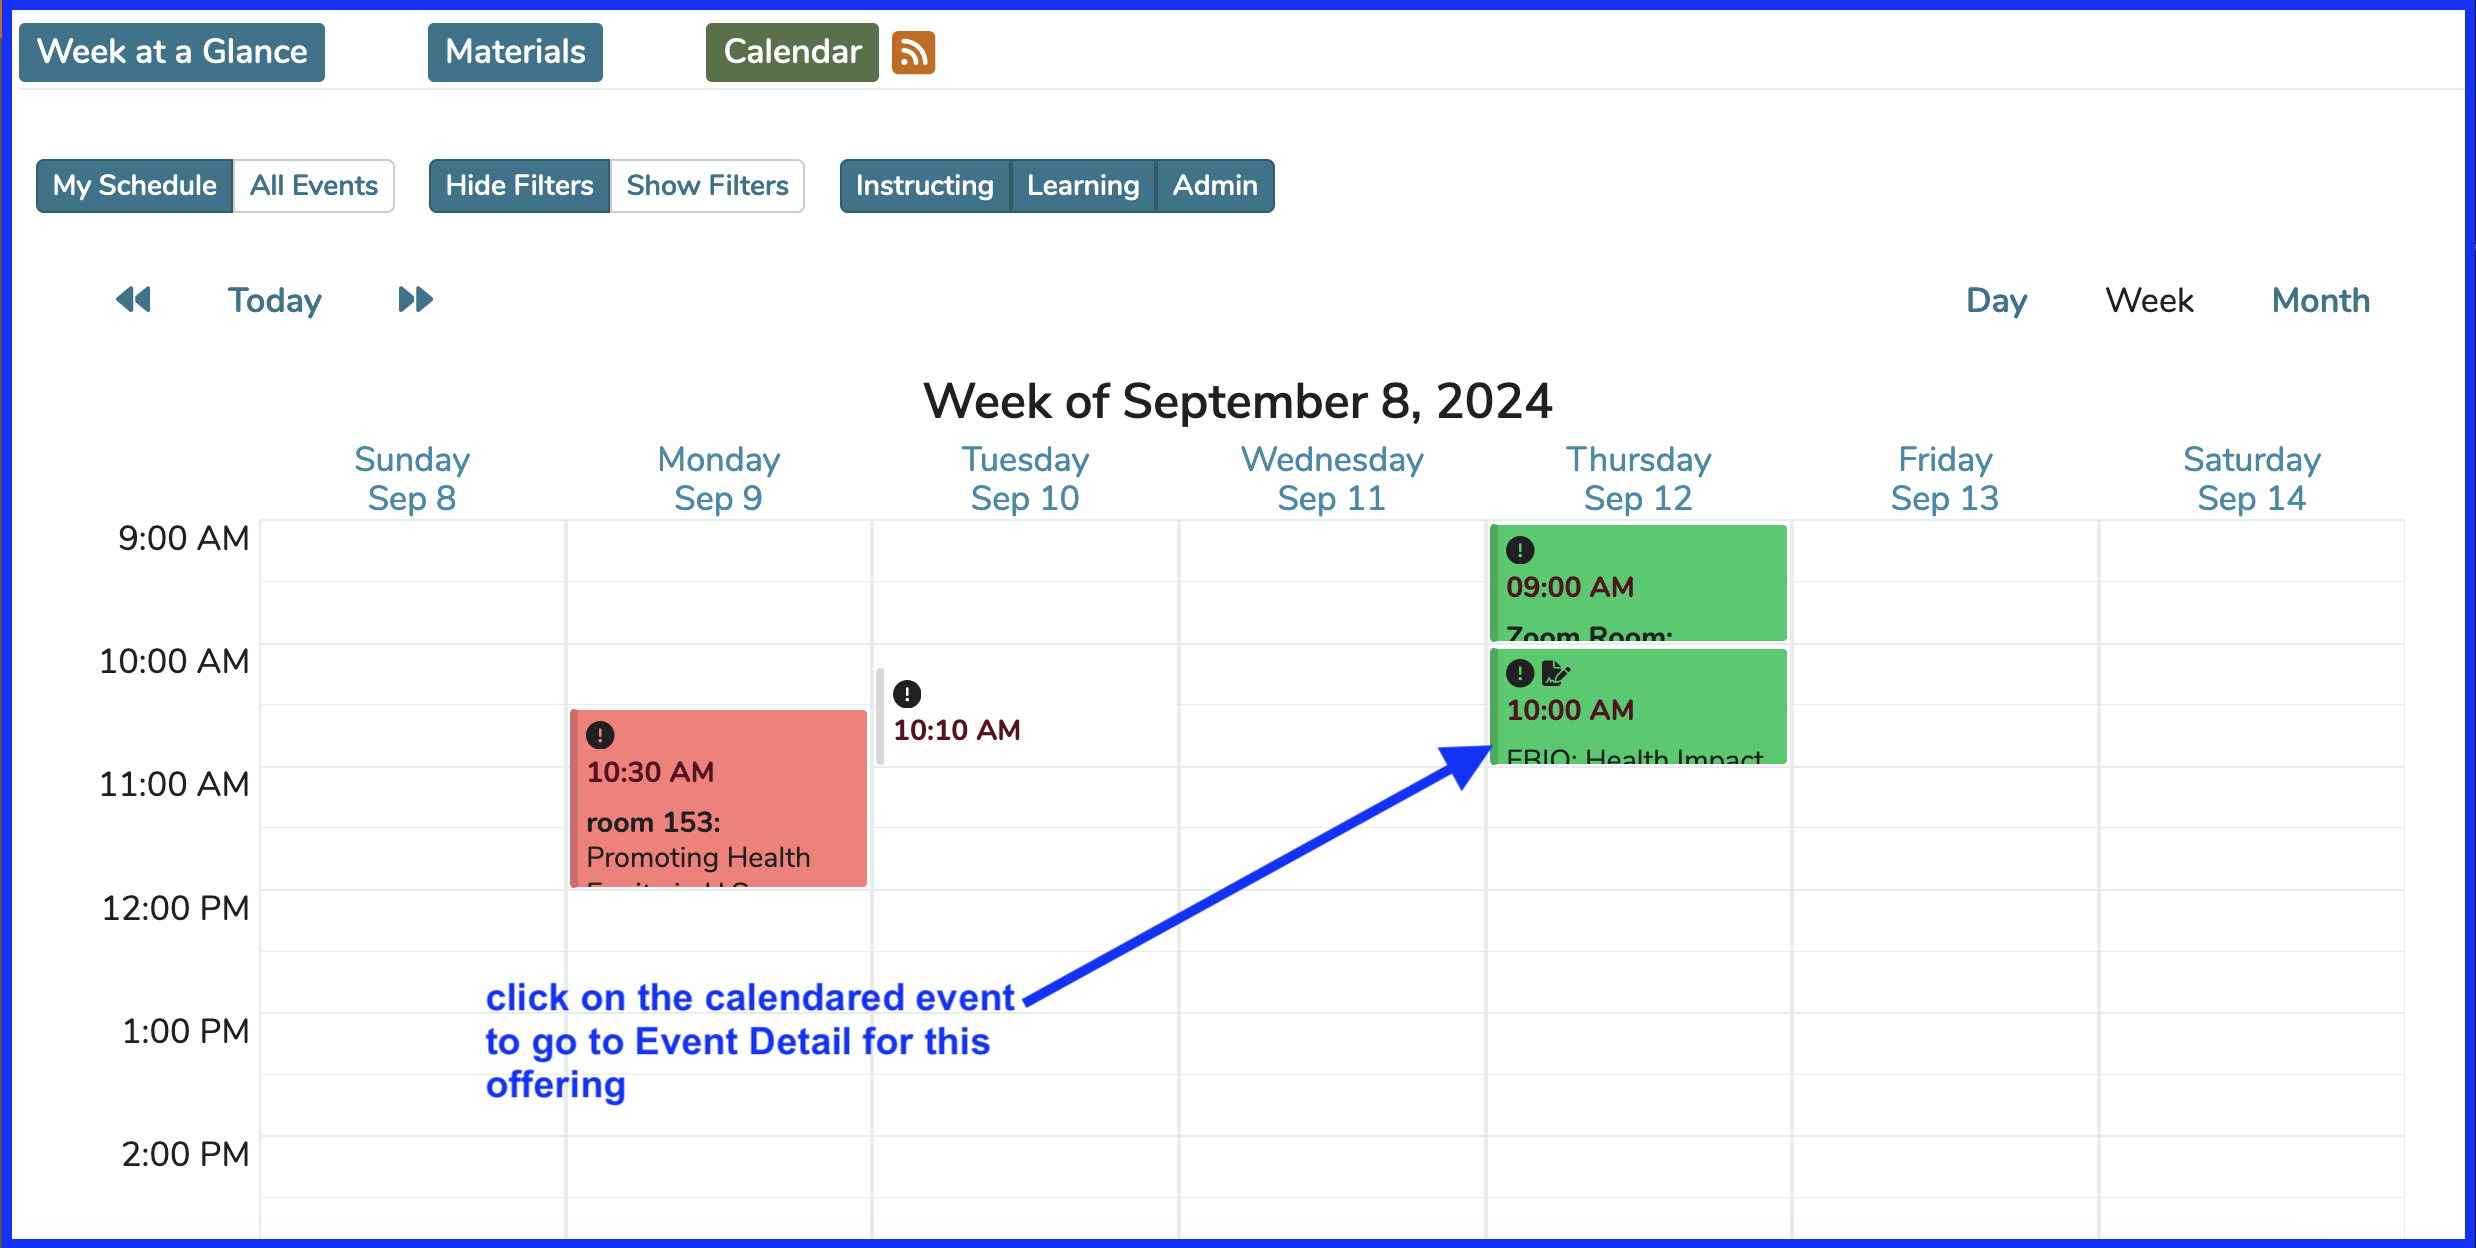 Week at a Glance Materials Calendar
My Schedule All Events Hide Filters Show Filters Instructing Learning Admin
Today Day Week Month
Week of September 8, 2024
Sunday Monday Tuesday Wednesday Thursday Friday Saturday
Sep 8 Sep 9 Sep 10 Sep 11 Sep 12 Sep 13 Sep 14
9:00 AM
09:00 AM
Zoom Room:
10:00 AM
10:00 AM
10:10 AM
Health Impact
10:30 AM
11:00 AM
room 153:
Promoting Health
12:00 PM
click on the calendared event
1:00 PM
to go to Event Detail for this
offering
2:00 PM